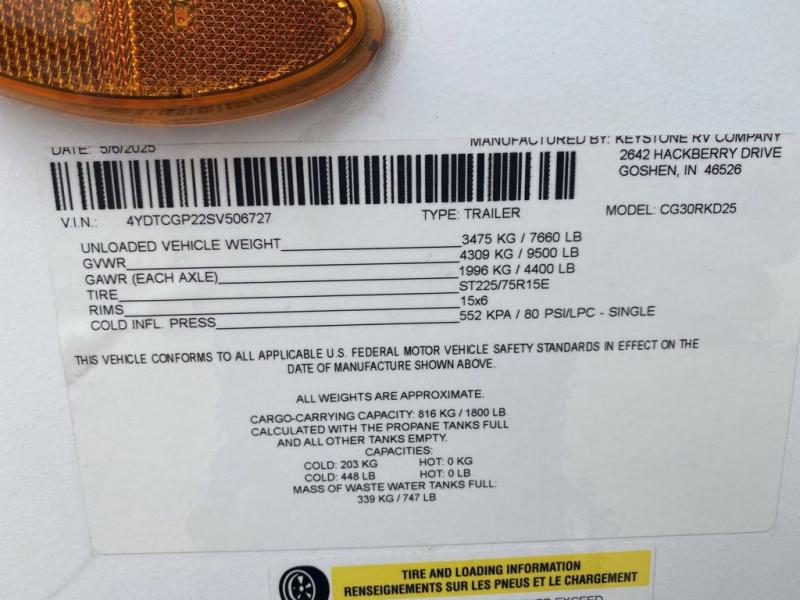 DATE: 5/6/2025
MANUFACTURED BY: KEYSTONE RV COMPANY
2642 HACKBERRY DRIVE
GOSHEN, IN 46526
V.I.N.: 4YDTCGP22SV506727 TYPE: TRAILER MODEL: CG30RKD25
UNLOADED VEHICLE WEIGHT 3475 KG / 7660 LB
GVWR 4309 KG / 9500 LB
GAWR (EACH AXLE) 1996 KG / 4400 LB
TIRE ST225/75R15E
RIMS 15x6
COLD INFL. PRESS 552 KPA / 80 PSI/LPC - SINGLE
THIS VEHICLE CONFORMS TO ALL APPLICABLE U.S. FEDERAL MOTOR VEHICLE SAFETY STANDARDS IN EFFECT ON THE
DATE OF MANUFACTURE SHOWN ABOVE.
ALL WEIGHTS ARE APPROXIMATE.
CARGO-CARRYING CAPACITY: 816 KG / 1800 LB
CALCULATED WITH THE PROPANE TANKS FULL
AND ALL OTHER TANKS EMPTY.
CAPACITIES:
COLD: 203 KG HOT: 0 KG
COLD: 448 LB HOT: 0 LB
MASS OF WASTE WATER TANKS FULL:
339 KG / 747 LB
TIRE AND LOADING INFORMATION
RENSEIGNEMENTS SUR LES PNEUS ET LE CHARGEMENT
EXCEED